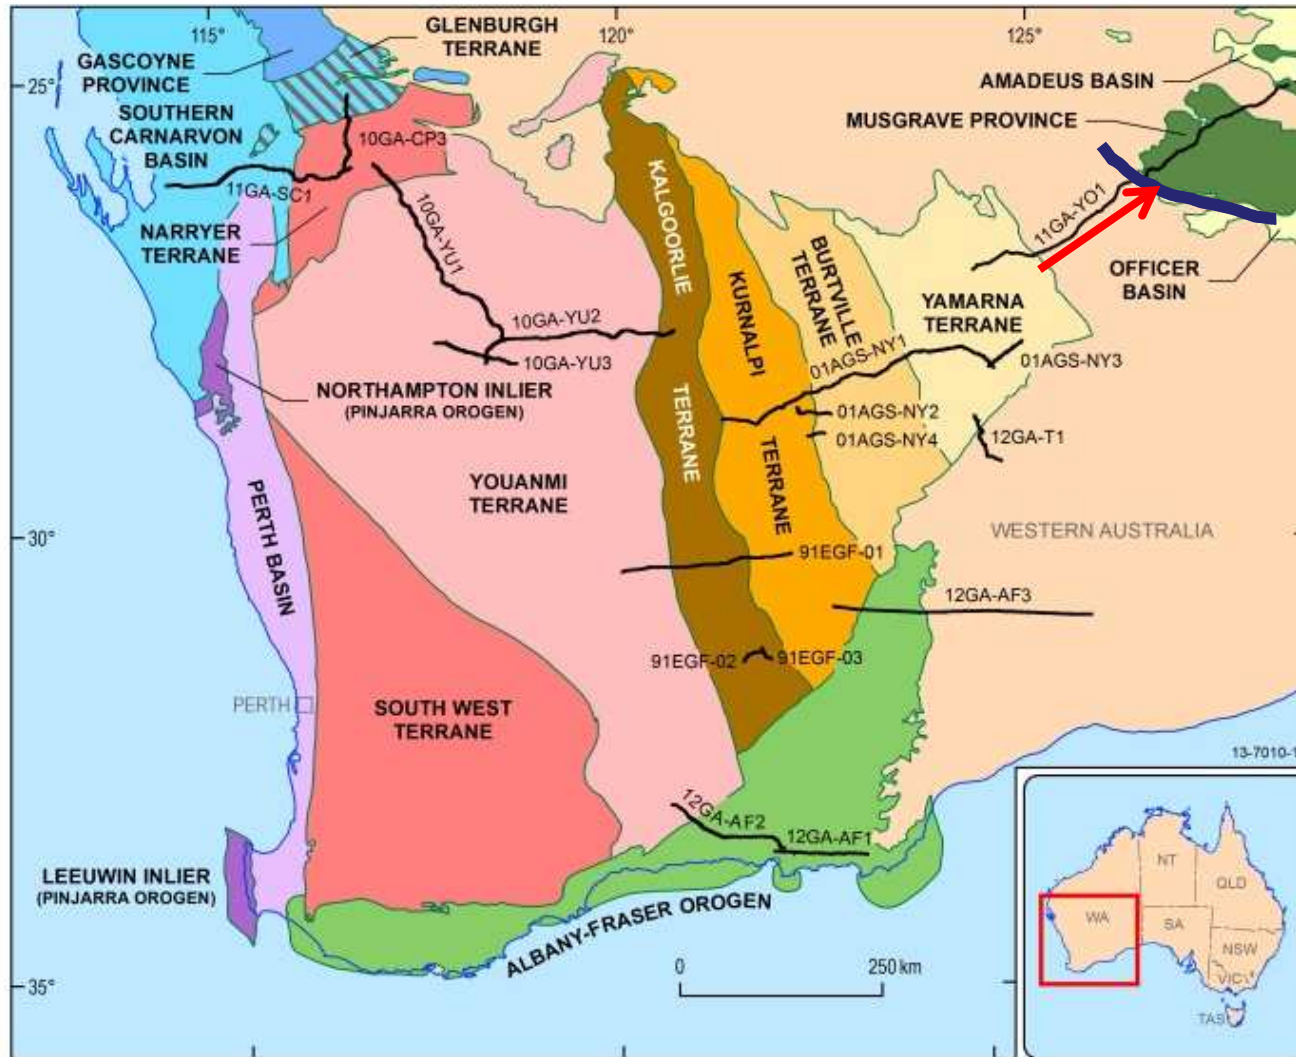 115°
120°
125°
25°
30°
35°
GASCOYNE
PROVINCE
GLENBURGH
TERRANE
SOUTHERN
CARNARVON
BASIN
10GA-CP3
11GA-SC1
NARRYER
TERRANE
10GA-YU1
10GA-YU2
10GA-YU3
NORTHAMPTON INLIER
(PINJARRA OROGEN)
PERTH BASIN
YOUANMI
TERRANE
KALGOORLIE
TERRANE
KURNALPI
TERRANE
BURTVILLE
TERRANE
YAMARNA
TERRANE
AMADEUS BASIN
MUSGRAVE PROVINCE
11GA-YO1
OFFICER
BASIN
01AGS-NY1
01AGS-NY3
01AGS-NY2
01AGS-NY4
12GA-T1
WESTERN AUSTRALIA
91EGF-01
12GA-AF3
91EGF-02
91EGF-03
PERTH
SOUTH WEST
TERRANE
12GA-AF2
12GA-AF1
LEEUWIN INLIER
(PINJARRA OROGEN)
ALBANY-FRASER OROGEN
0
250 km
13-7010-1
NT
QLD
WA
SA
NSW
VIC
TAS